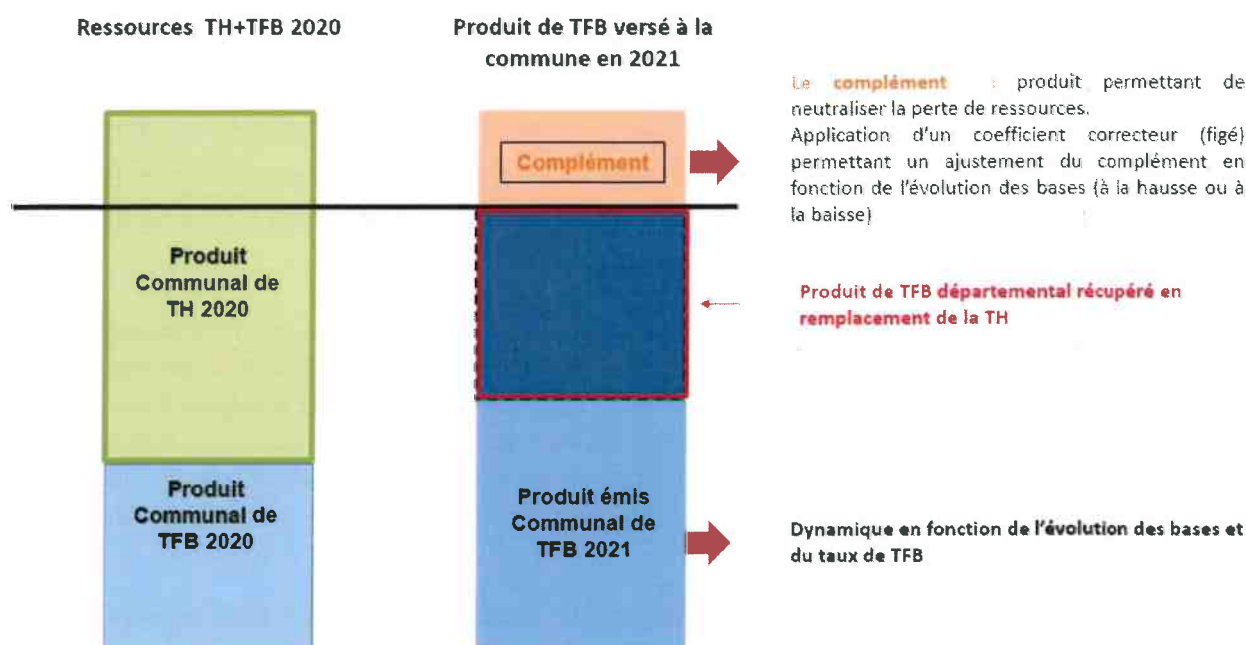 Ressources TH+TFB 2020
Produit de TFB versé à la
commune en 2021
Produit
Communal de
TH 2020
Produit
Communal de
TFB 2020
Complément
Produit émis
Communal de
TFB 2021
Le complément : produit permettant de
neutraliser la perte de ressources.
Application d'un coefficient correcteur (figé)
permettant un ajustement du complément en
fonction de l'évolution des bases (à la hausse ou à
la baisse)
Produit de TFB départemental récupéré en
remplacement de la TH
Dynamique en fonction de l'évolution des bases et
du taux de TFB